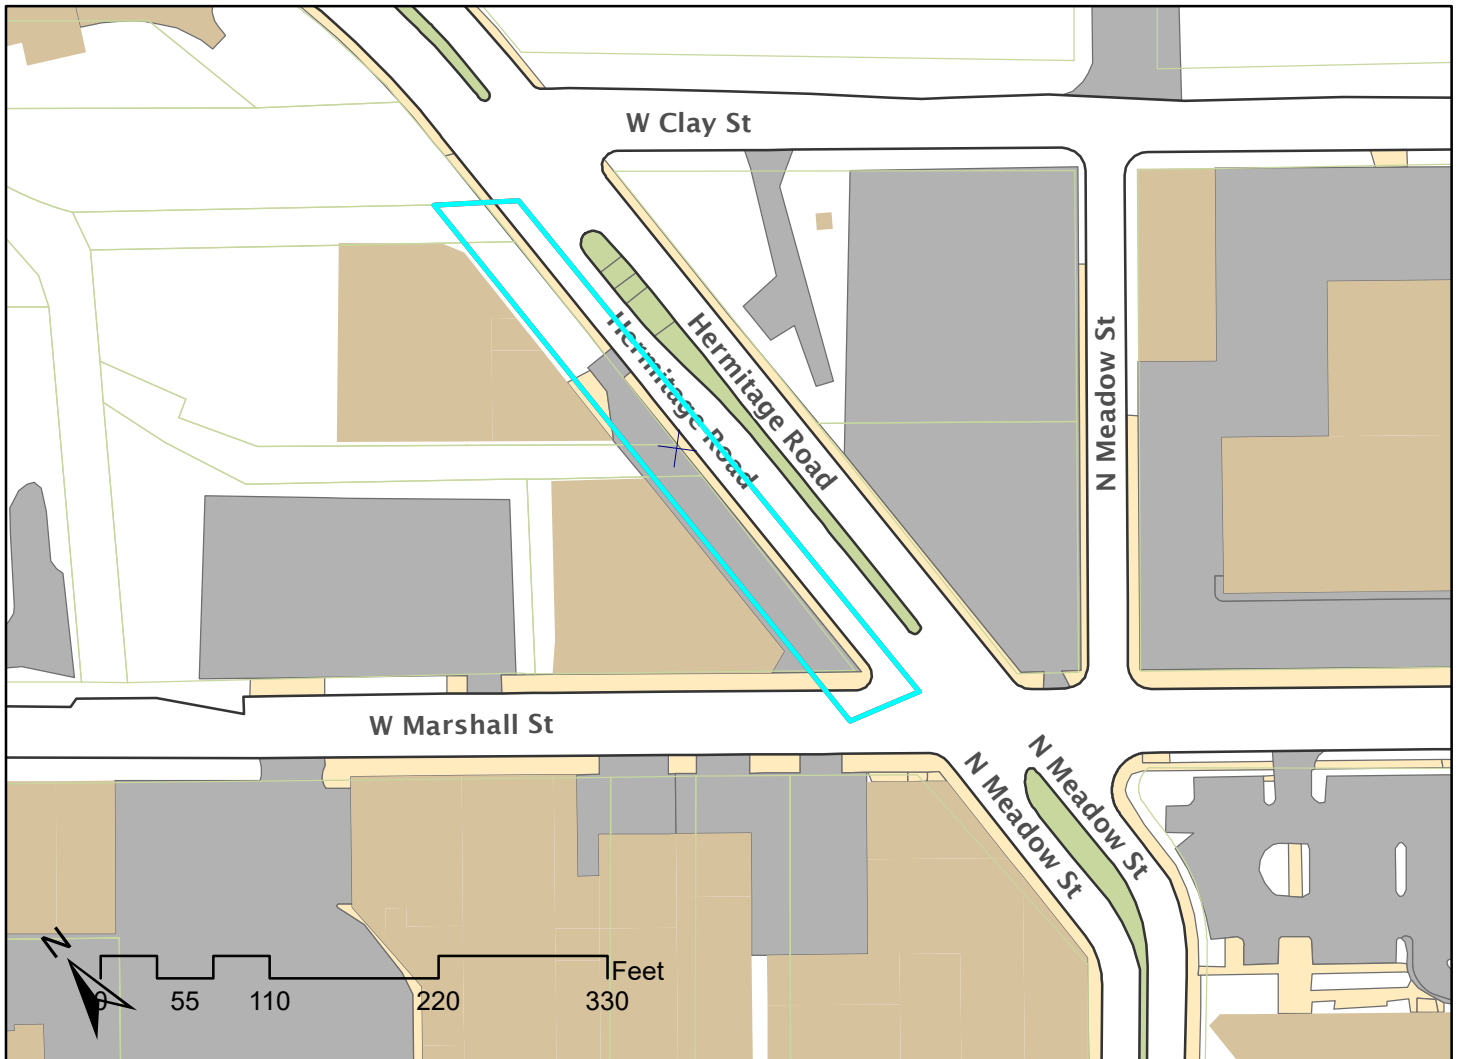 W Clay St
Hermitage Road
Hermitage Road
N Meadow St
W Marshall St
N Meadow St
N Meadow St
N
Feet
0 55 110 220 330